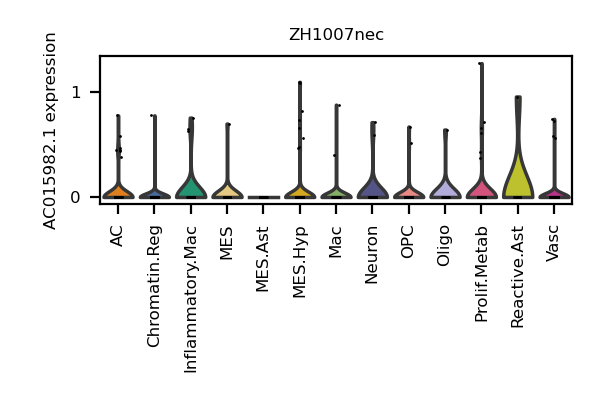 ZH1007nec
AC015982.1 expression
1
0
AC
Chromatin.Reg
Inflammatory.Mac
MES
MES.Ast
MES.Hyp
Mac
Neuron
OPC
Oligo
Prolif.Metab
Reactive.Ast
Vasc